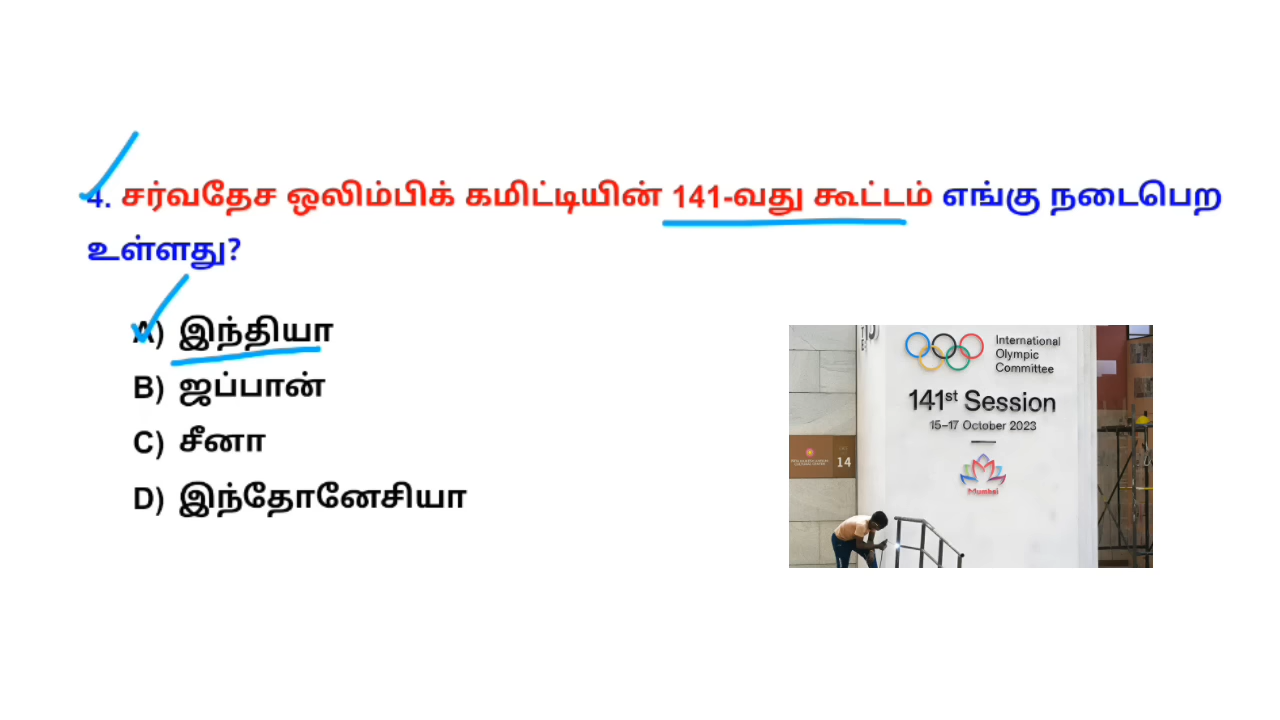 4. சர்வதேச ஒலிம்பிக் கமிட்டியின் 141-வது கூட்டம் எங்கு நடைபெற
உள்ளது?
A) இந்தியா
B) ஜப்பான்
C) சீனா
D) இந்தோனேசியா
International
Olympic
Committee
141st Session
15–17 October 2023
Mumbai
14